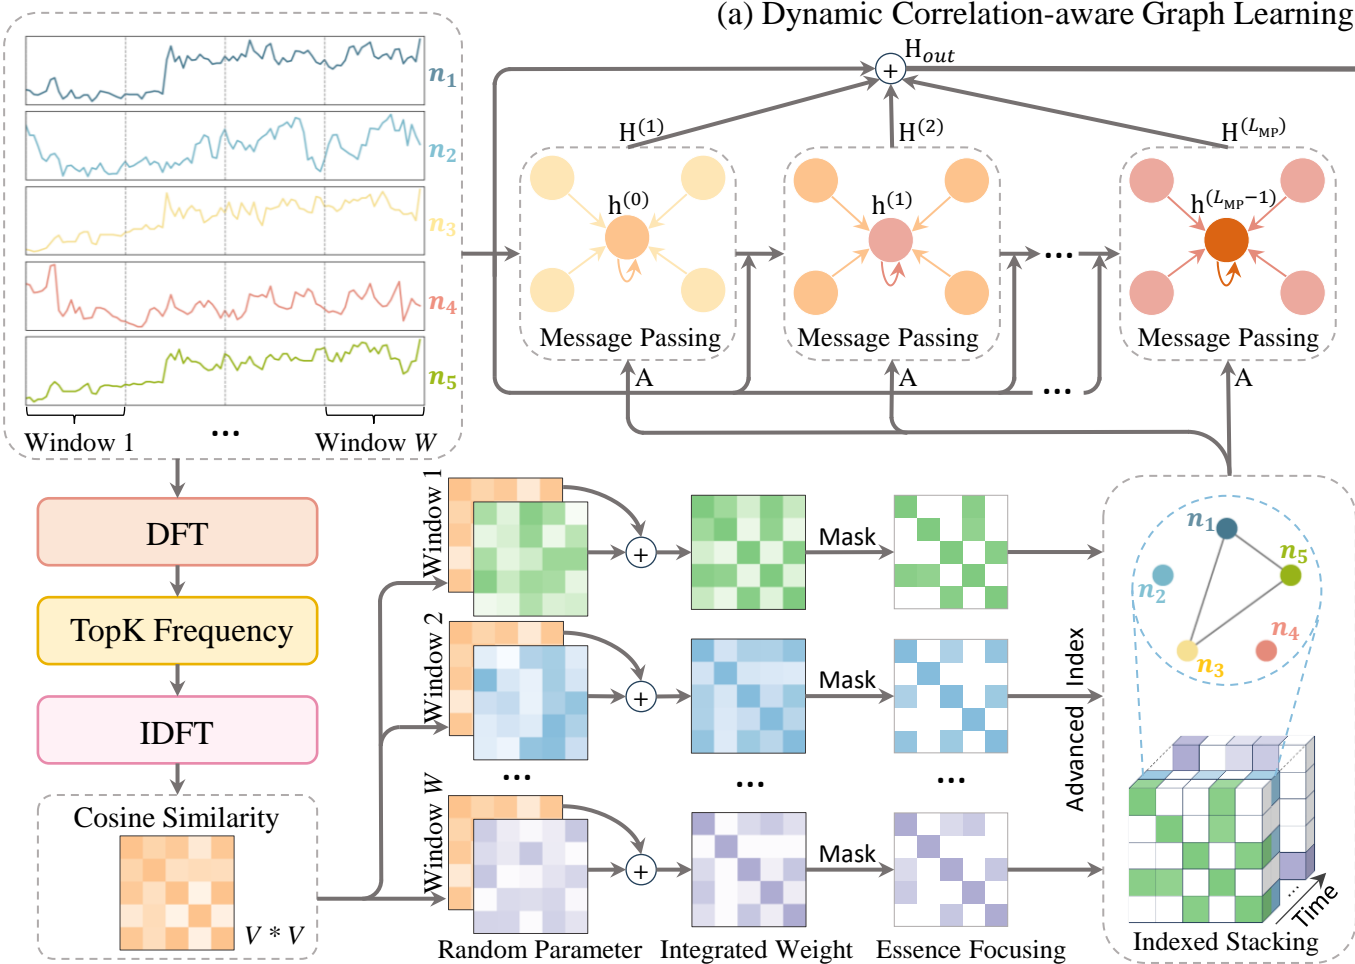 (a) Dynamic Correlation-aware Graph Learning
n1
n2
n3
n4
n5
Window 1
...
Window W
H_out
+
H^(1)
H^(2)
H^(L_MP)
h^(0)
h^(1)
h^(L_MP−1)
...
Message Passing
Message Passing
Message Passing
A
A
...
A
DFT
TopK Frequency
IDFT
Cosine Similarity
V * V
Window 1
+
Mask
Window 2
+
Mask
...
...
...
Window W
+
Mask
Random Parameter
Integrated Weight
Essence Focusing
Advanced Index
n1
n5
n2
n4
n3
...
Time
Indexed Stacking